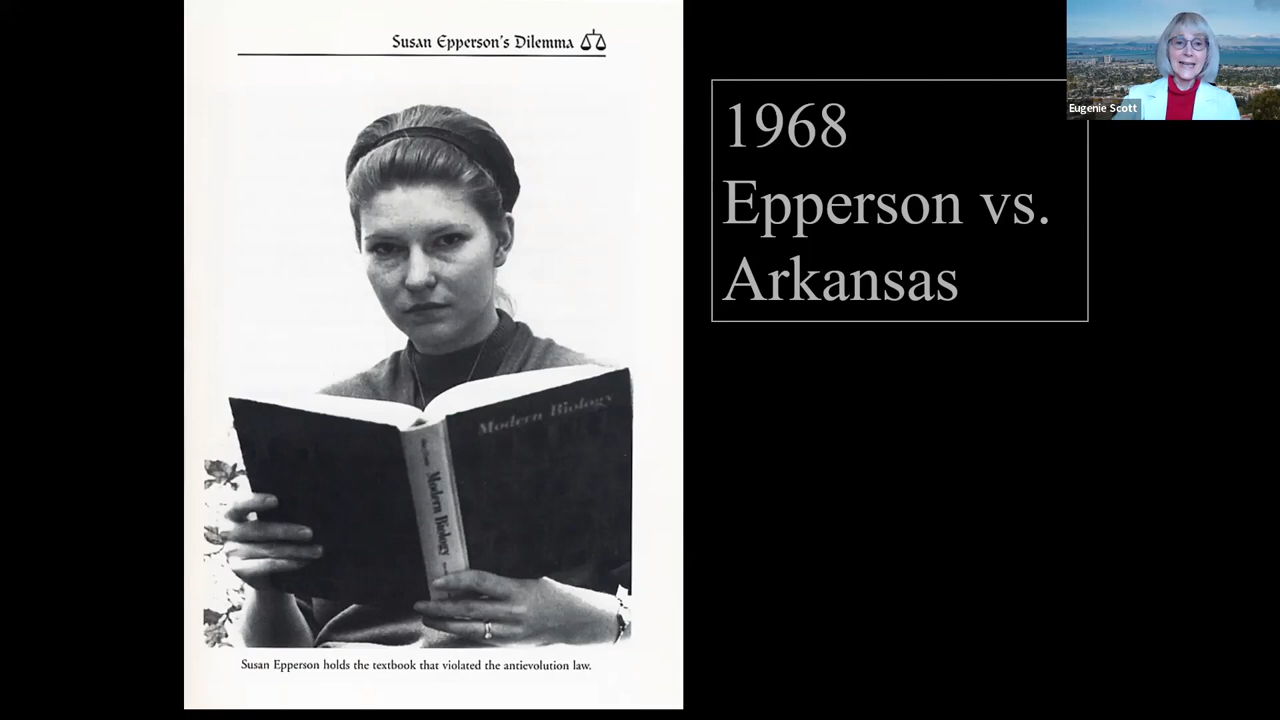 Susan Epperson's Dilemma
1968
Epperson vs.
Arkansas
Eugenie Scott
Modern Biology
Modern Biology
Susan Epperson holds the textbook that violated the antievolution law.